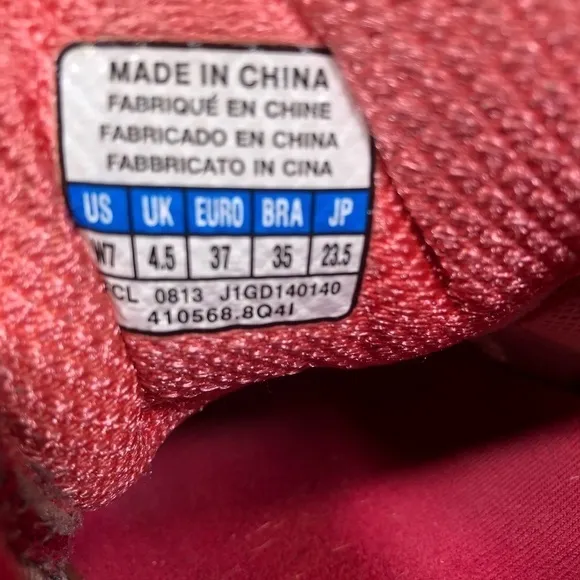 MADE IN CHINA
FABRIQUÉ EN CHINE
FABRICADO EN CHINA
FABBRICATO IN CINA
US UK EURO BRA JP
W7 4.5 37 35 23.5
CL 0813 J1GD140140
410568.8Q4I